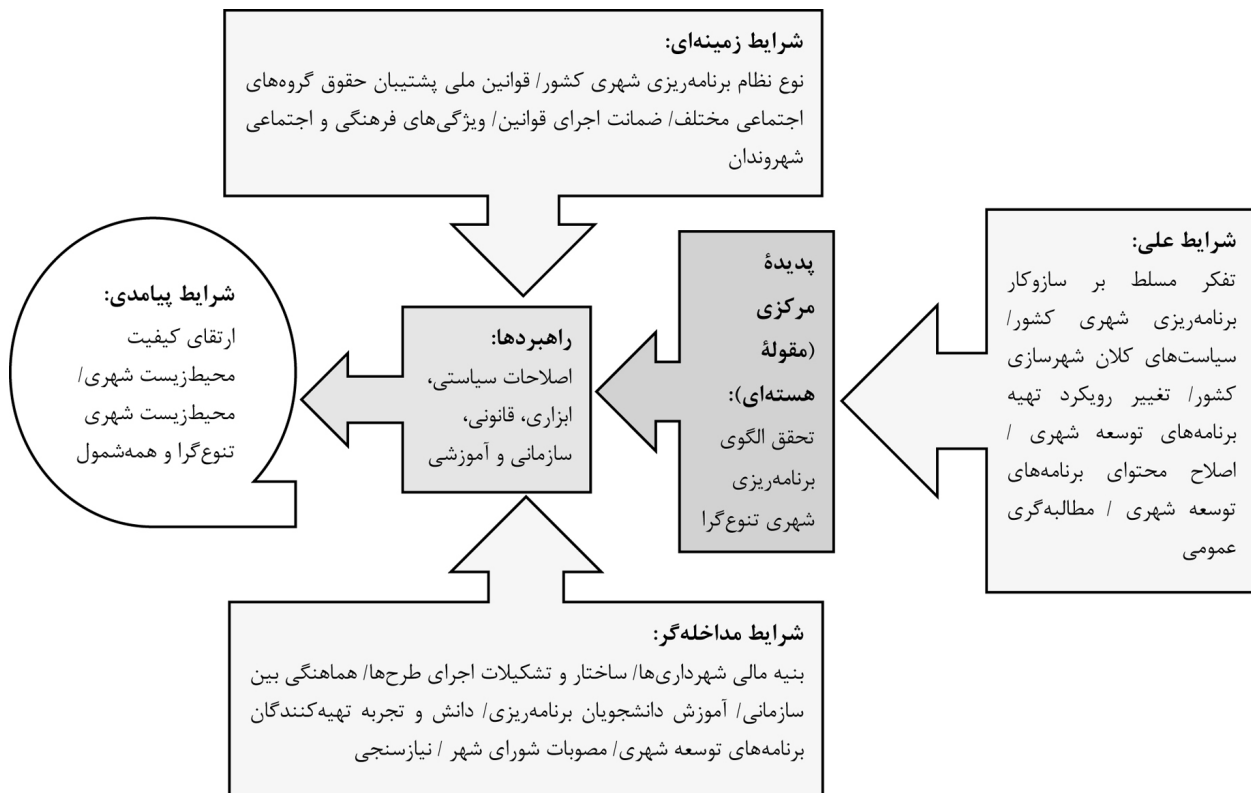 شرایط زمینه‌ای:
نوع نظام برنامه‌ریزی شهری کشور/ قوانین ملی پشتیبان حقوق گروه‌های
اجتماعی مختلف/ ضمانت اجرای قوانین/ ویژگی‌های فرهنگی و اجتماعی
شهروندان
شرایط علی:
تفکر مسلط بر سازوکار
برنامه‌ریزی شهری کشور/
سیاست‌های کلان شهرسازی
کشور/ تغییر رویکرد تهیه
برنامه‌های توسعه شهری /
اصلاح محتوای برنامه‌های
توسعه شهری / مطالبه‌گری
عمومی
پدیدۀ
مرکزی
(مقولۀ
هسته‌ای):
تحقق الگوی
برنامه‌ریزی
شهری تنوع‌گرا
راهبردها:
اصلاحات سیاستی،
ابزاری، قانونی،
سازمانی و آموزشی
شرایط پیامدی:
ارتقای کیفیت
محیط‌زیست شهری/
محیط‌زیست شهری
تنوع‌گرا و همه‌شمول
شرایط مداخله‌گر:
بنیه مالی شهرداری‌ها/ ساختار و تشکیلات اجرای طرح‌ها/ هماهنگی بین
سازمانی/ آموزش دانشجویان برنامه‌ریزی/ دانش و تجربه تهیه‌کنندگان
برنامه‌های توسعه شهری/ مصوبات شورای شهر / نیازسنجی